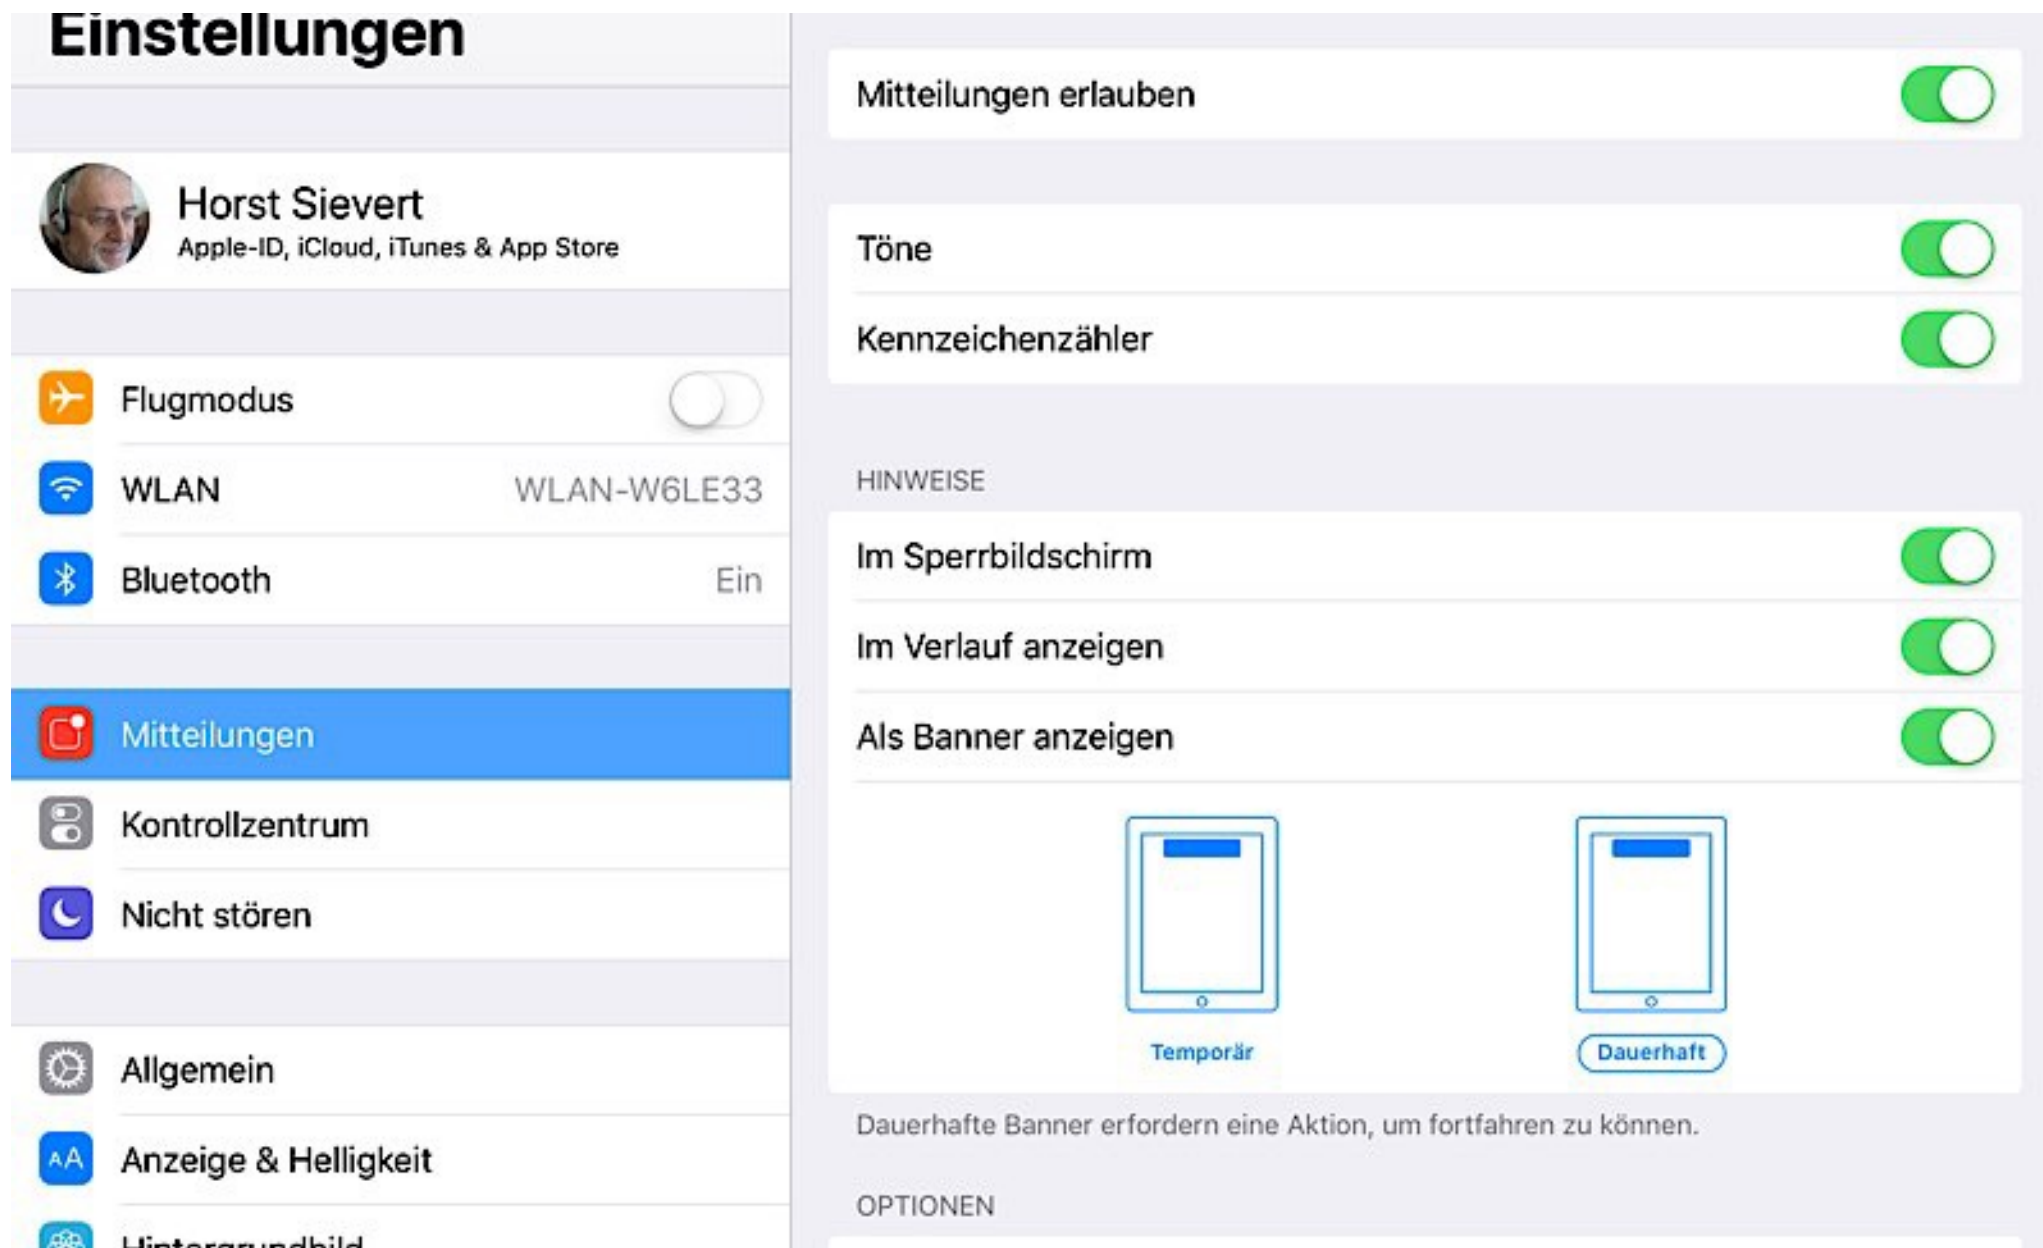 Einstellungen
Horst Sievert
Apple-ID, iCloud, iTunes & App Store
Flugmodus
WLAN WLAN-W6LE33
Bluetooth Ein
Mitteilungen
Kontrollzentrum
Nicht stören
Allgemein
AA Anzeige & Helligkeit
Hintergrundbild
Mitteilungen erlauben
Töne
Kennzeichenzähler
HINWEISE
Im Sperrbildschirm
Im Verlauf anzeigen
Als Banner anzeigen
Temporär Dauerhaft
Dauerhafte Banner erfordern eine Aktion, um fortfahren zu können.
OPTIONEN